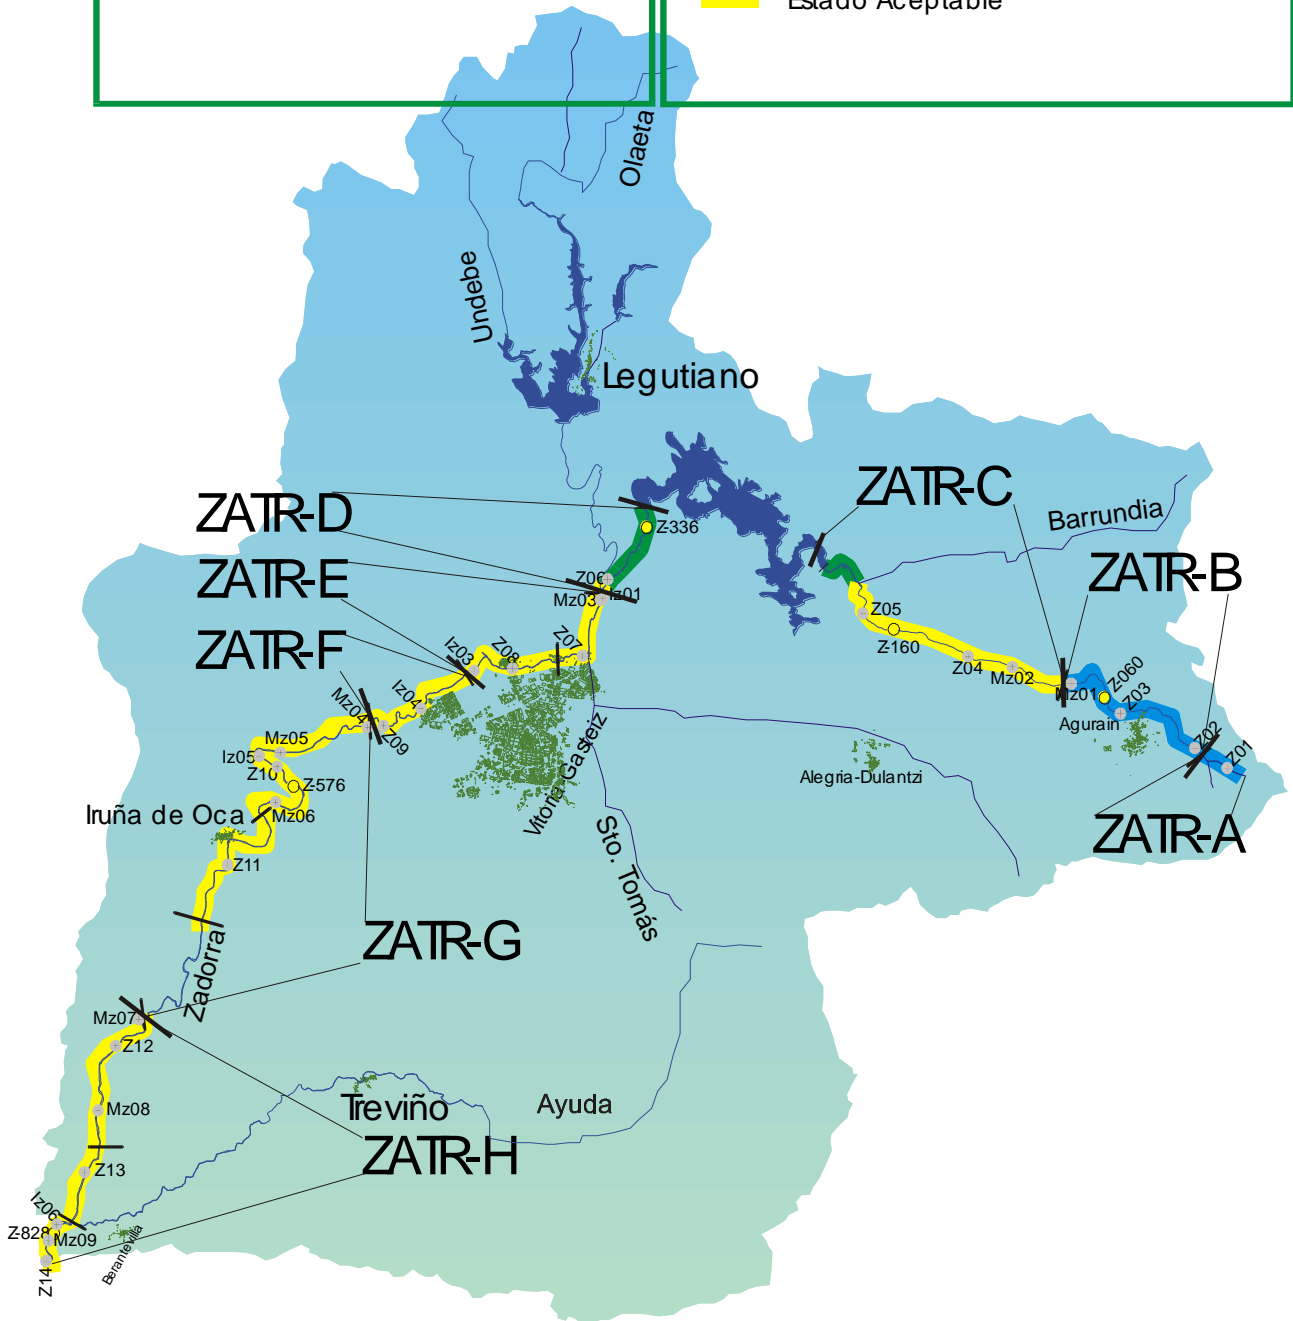 Estado Aceptable
Olaeta
Undebe
Legutiano
ZATR-D
ZATR-C
Barrundia
Z-336
ZATR-E
Z06
Iz01
Mz03
ZATR-B
Z05
Z-160
ZATR-F
Iz03
Z08
Z07
Z04
Mz02
Mz01
Z-060
Z03
Iz04
Mz04
Z09
Agurain
Z02
Z01
Mz05
Iz05
Z10
Z-576
Alegria-Dulantzi
Vitoria-Gasteiz
Iruña de Oca
Mz06
ZATR-A
Sto. Tomás
Z11
ZATR-G
Zadorra
Mz07
Z12
Mz08
Treviño
Ayuda
ZATR-H
Z13
Iz06
Z-828
Mz09
Berantevilla
Z14